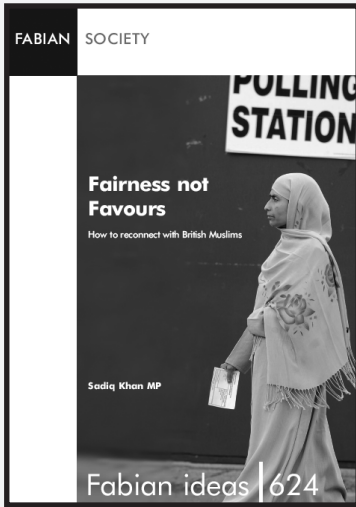 FABIAN SOCIETY
POLLING
STATION
Fairness not
Favours
How to reconnect with British Muslims
Sadiq Khan MP
Fabian ideas | 624